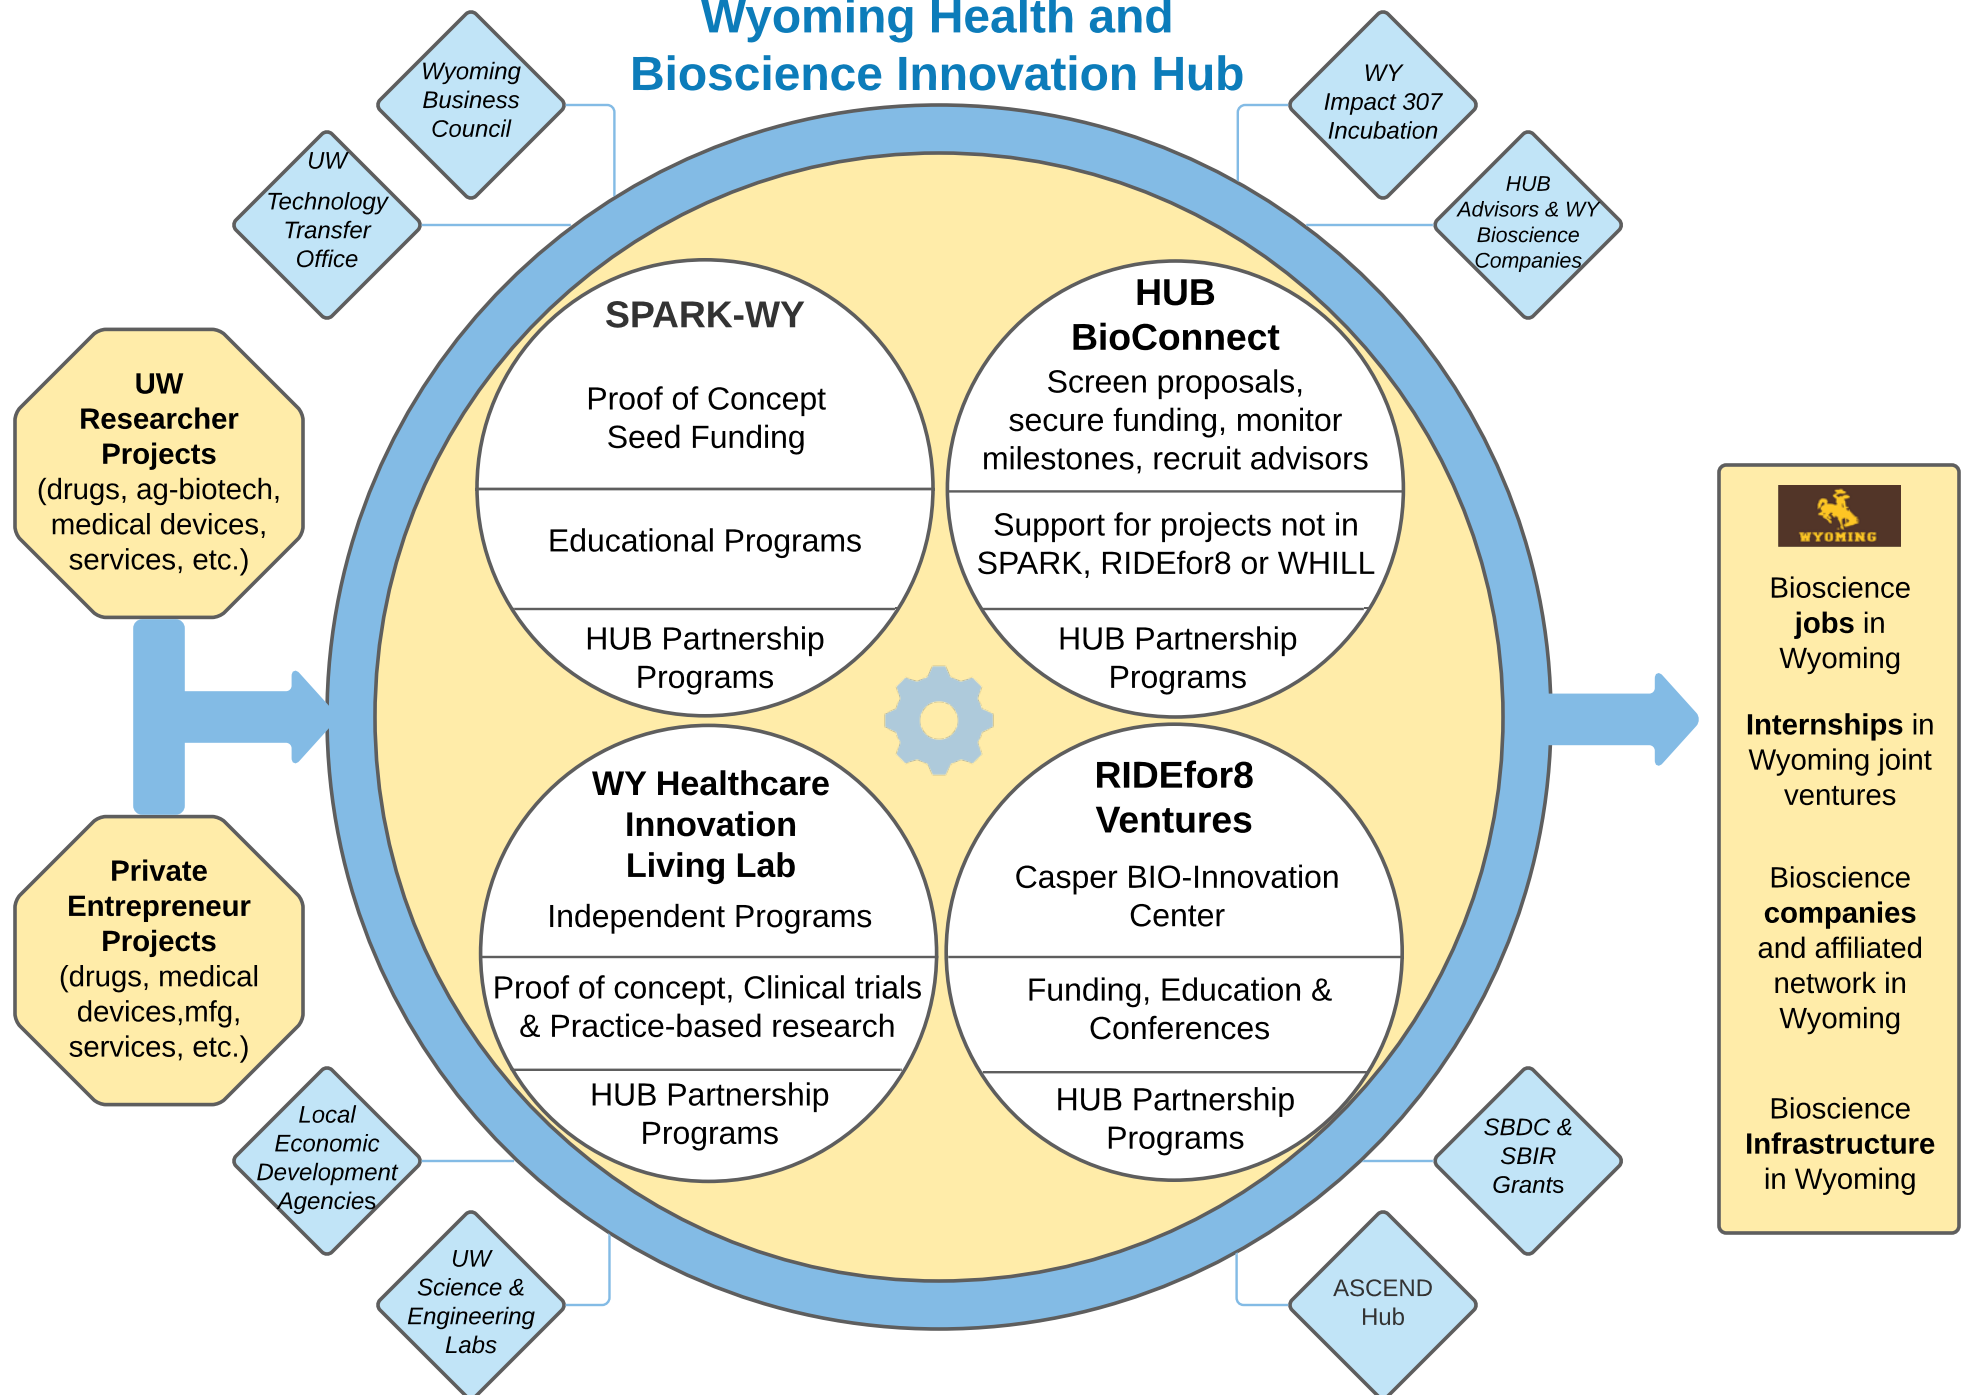 Wyoming Health and
Bioscience Innovation Hub
Wyoming
Business
Council
UW
Technology
Transfer
Office
WY
Impact 307
Incubation
HUB
Advisors & WY
Bioscience
Companies
UW
Researcher
Projects
(drugs, ag-biotech,
medical devices,
services, etc.)
Private
Entrepreneur
Projects
(drugs, medical
devices,mfg,
services, etc.)
SPARK-WY
Proof of Concept
Seed Funding
Educational Programs
HUB Partnership
Programs
HUB
BioConnect
Screen proposals,
secure funding, monitor
milestones, recruit advisors
Support for projects not in
SPARK, RIDEfor8 or WHILL
HUB Partnership
Programs
WY Healthcare
Innovation
Living Lab
Independent Programs
Proof of concept, Clinical trials
& Practice-based research
HUB Partnership
Programs
RIDEfor8
Ventures
Casper BIO-Innovation
Center
Funding, Education &
Conferences
HUB Partnership
Programs
WYOMING
Bioscience
jobs in
Wyoming
Internships in
Wyoming joint
ventures
Bioscience
companies
and affiliated
network in
Wyoming
Bioscience
Infrastructure
in Wyoming
Local
Economic
Development
Agencies
UW
Science &
Engineering
Labs
SBDC &
SBIR
Grants
ASCEND
Hub